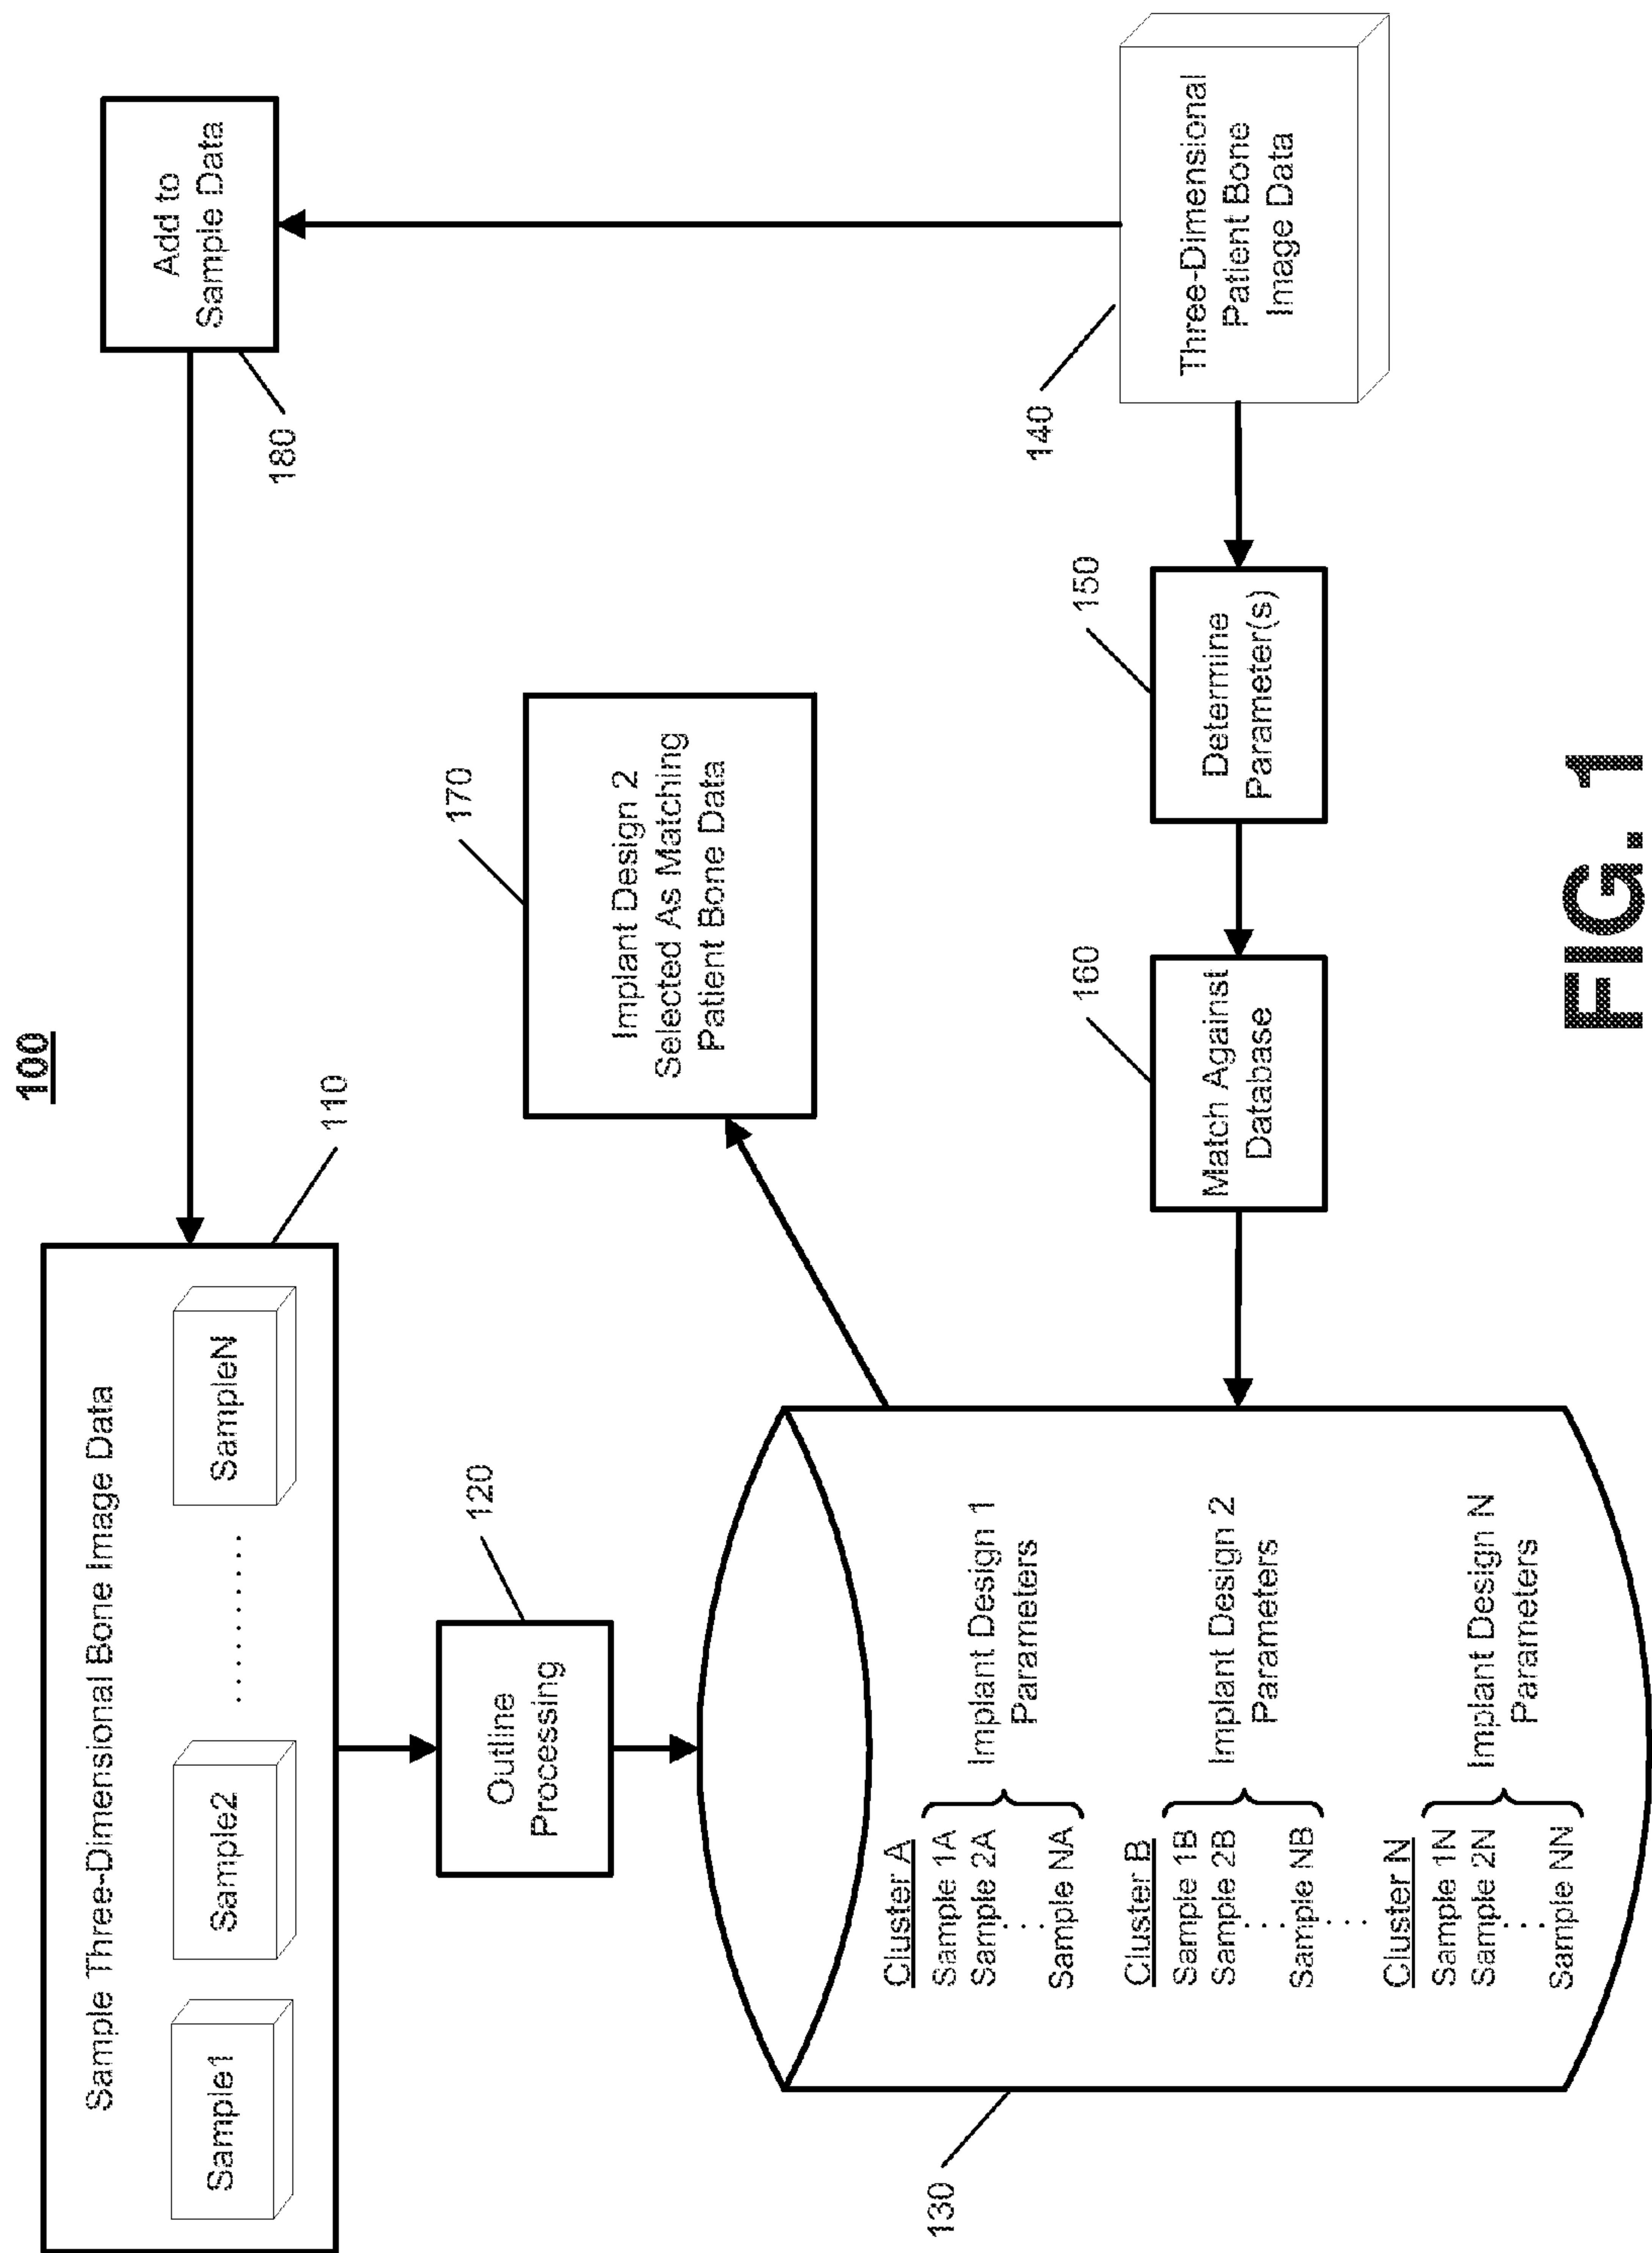 100
Sample Three-Dimensional Bone Image Data
Sample1
Sample2
..........
SampleN
110
Add to
Sample Data
180
Outline
Processing
120
Implant Design 2
Selected As Matching
Patient Bone Data
170
130
Cluster A
Sample 1A
Sample 2A
...
Sample NA
Implant Design 1
Parameters
Cluster B
Sample 1B
Sample 2B
...
Sample NB
...
Implant Design 2
Parameters
Cluster N
Sample 1N
Sample 2N
...
Sample NN
Implant Design N
Parameters
Match Against
Database
160
Determine
Parameter(s)
150
Three-Dimensional
Patient Bone
Image Data
140
FIG. 1